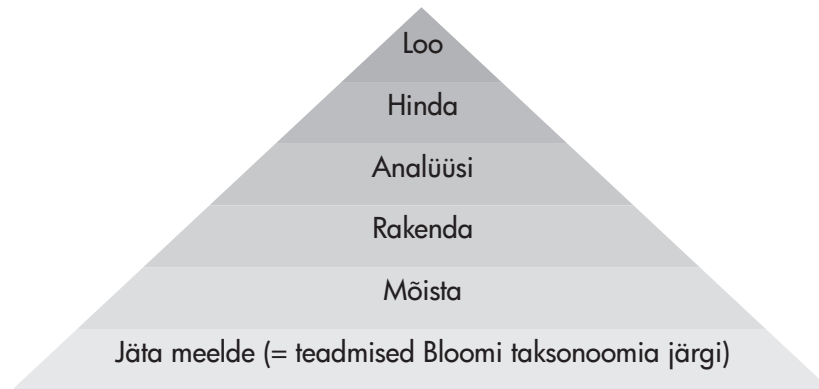 Loo
Hinda
Analüüsi
Rakenda
Mõista
Jäta meelde (= teadmised Bloomi taksonoomia järgi)